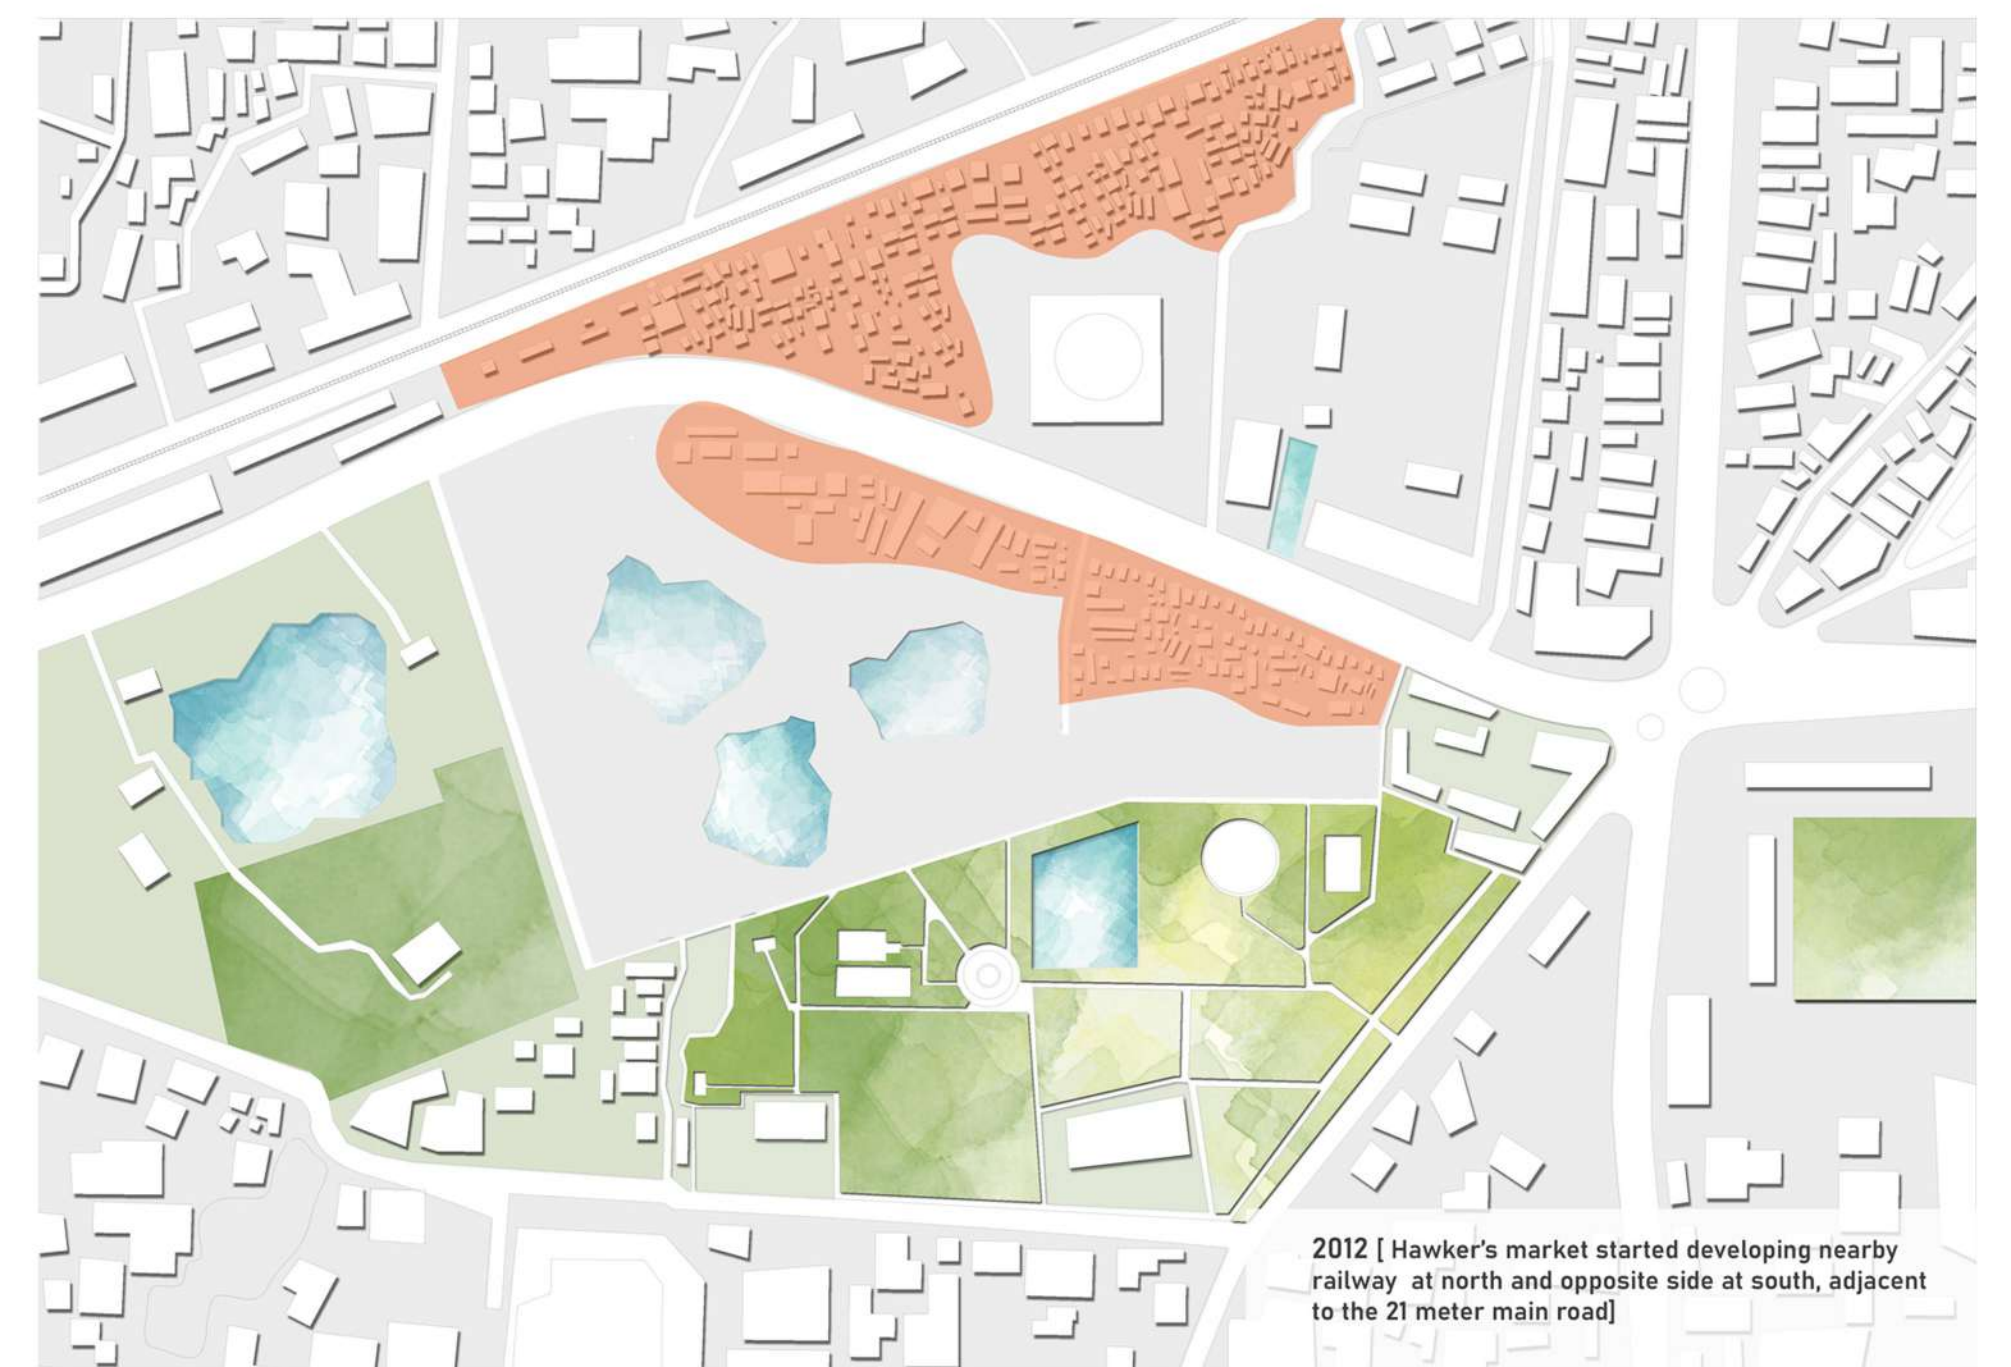 2012 [ Hawker's market started developing nearby
railway at north and opposite side at south, adjacent
to the 21 meter main road]